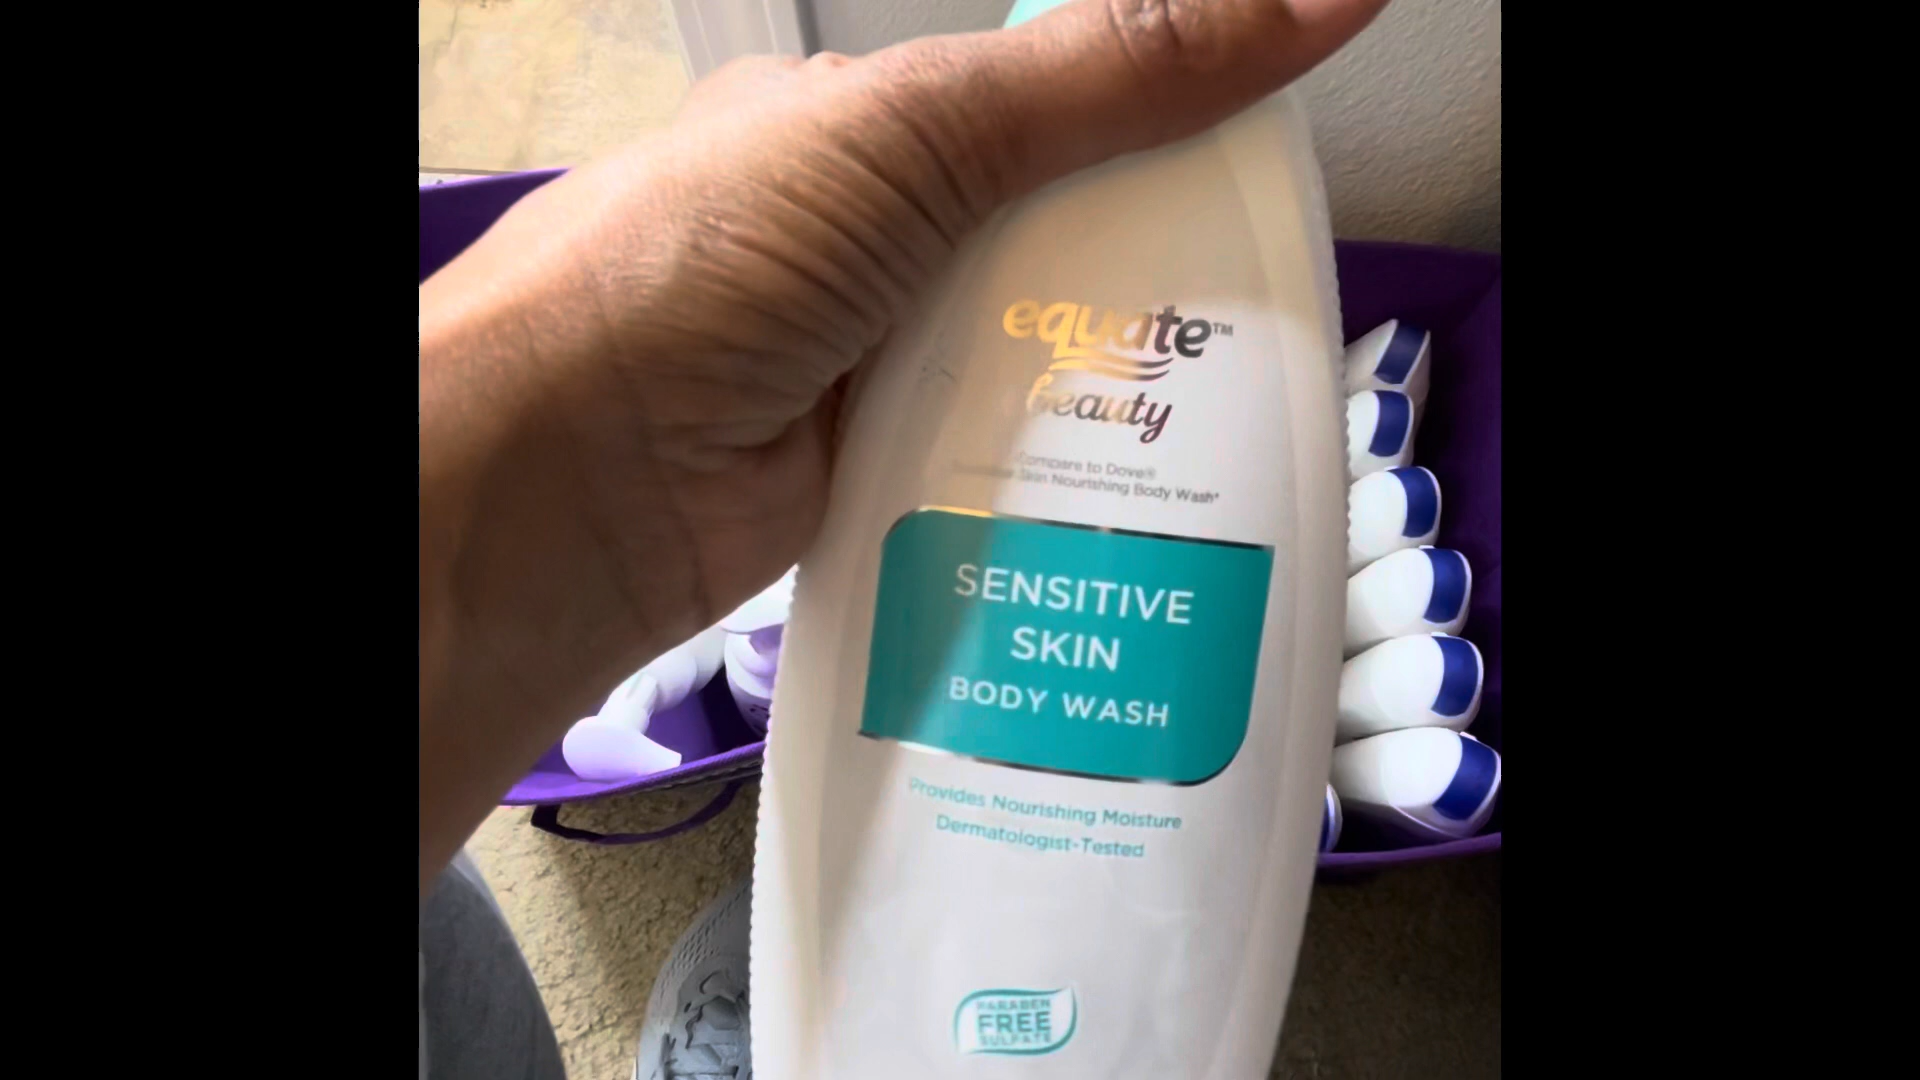 equate™
beauty
Compare to Dove®
Skin Nourishing Body Wash*
SENSITIVE
SKIN
BODY WASH
Provides Nourishing Moisture
Dermatologist-Tested
PARABEN
FREE
SULFATE